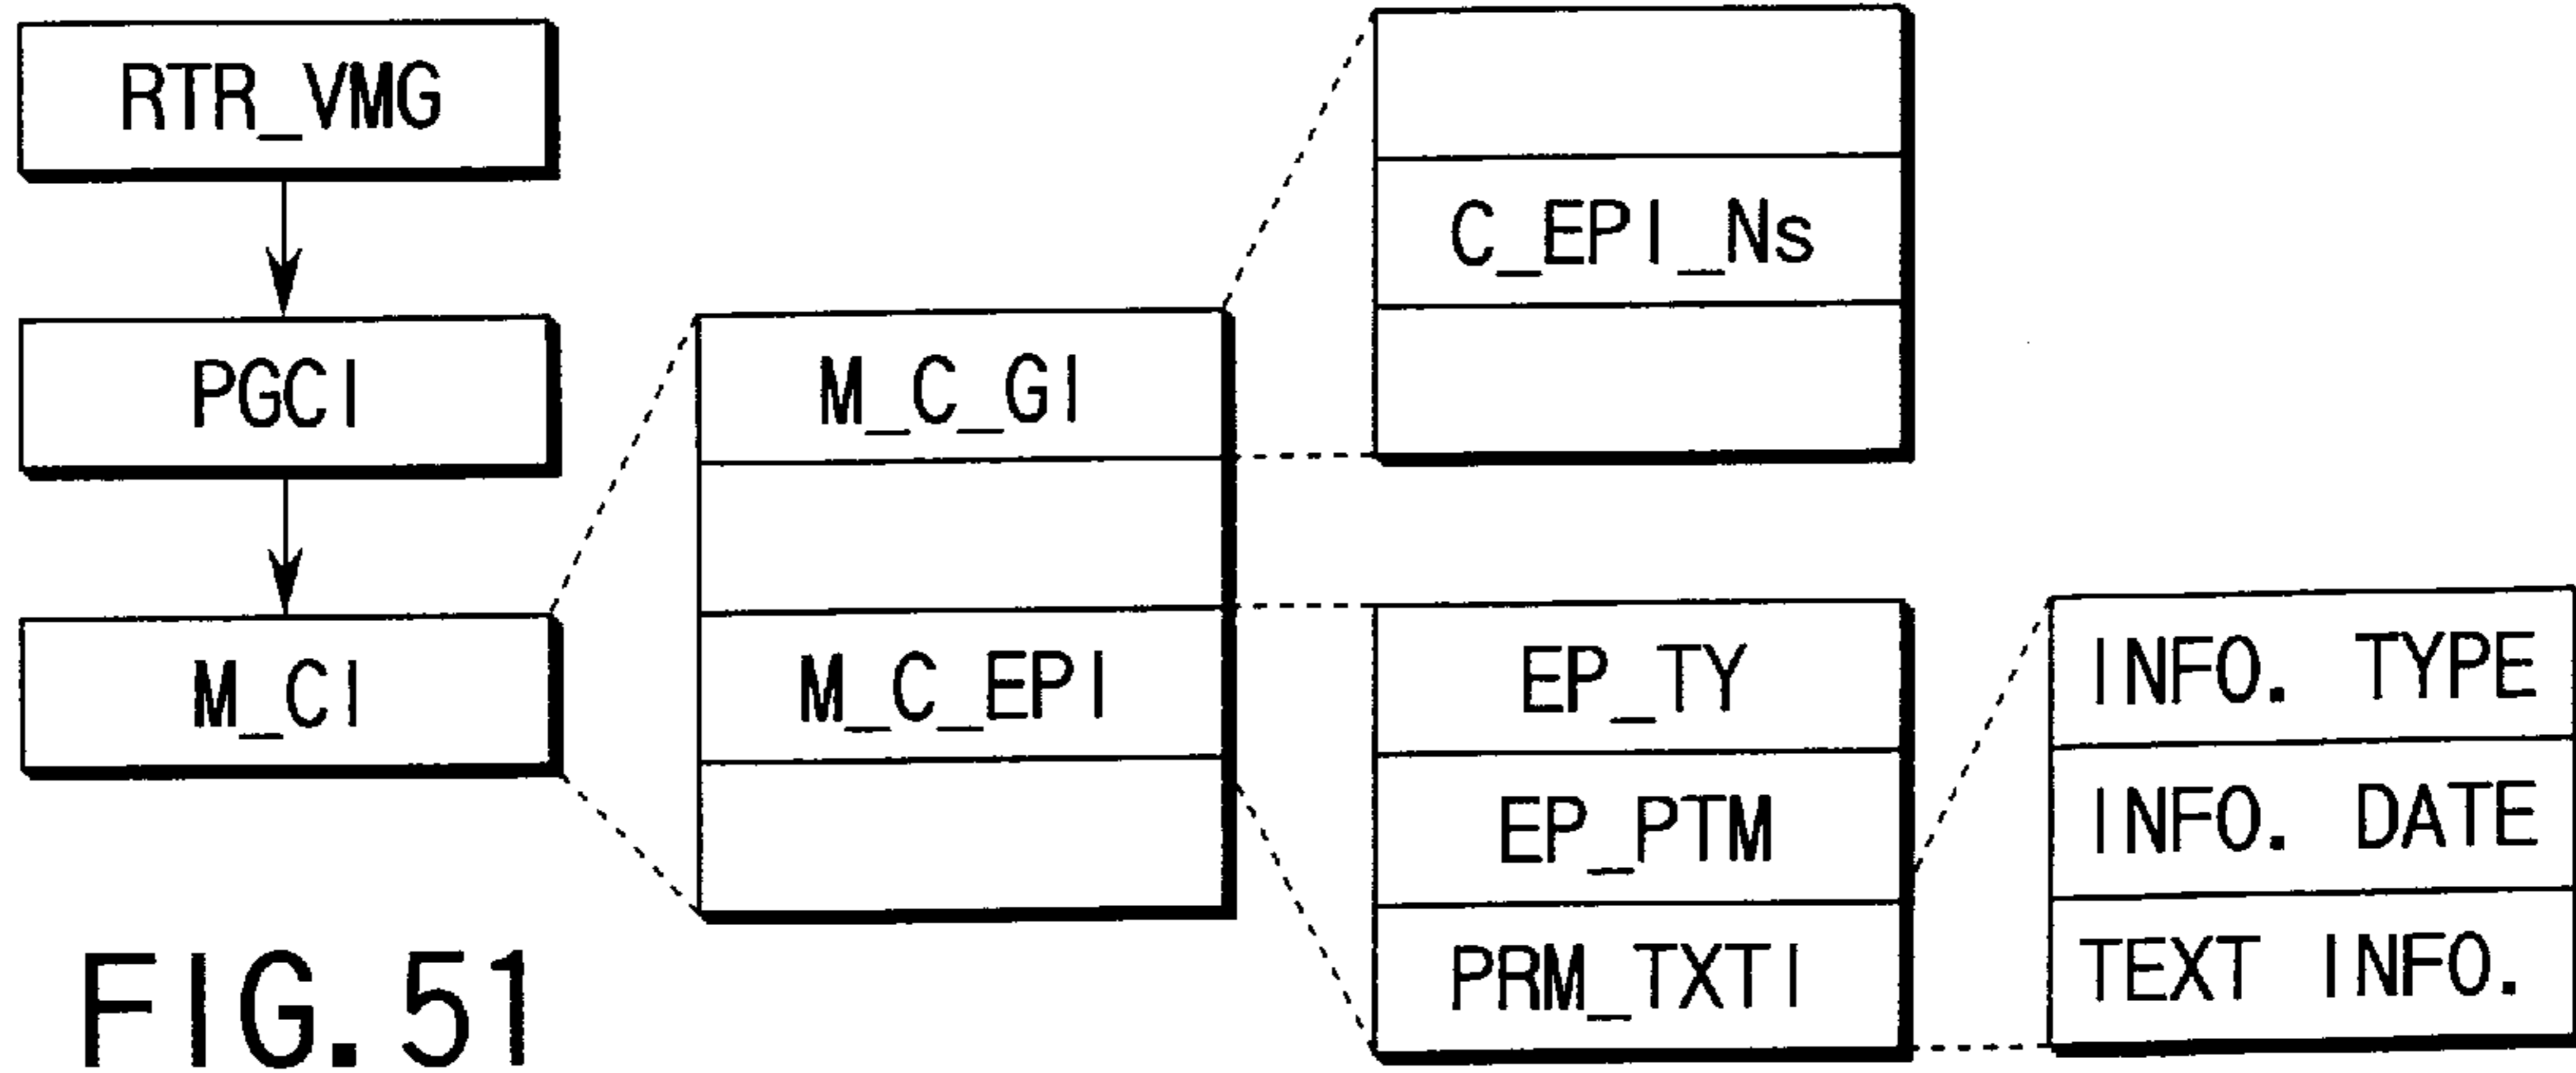 RTR_VMG
PGCI
M_CI
M_C_GI
M_C_EPI
C_EPI_Ns
EP_TY
EP_PTM
PRM_TXTI
INFO. TYPE
INFO. DATE
TEXT INFO.
FIG. 51